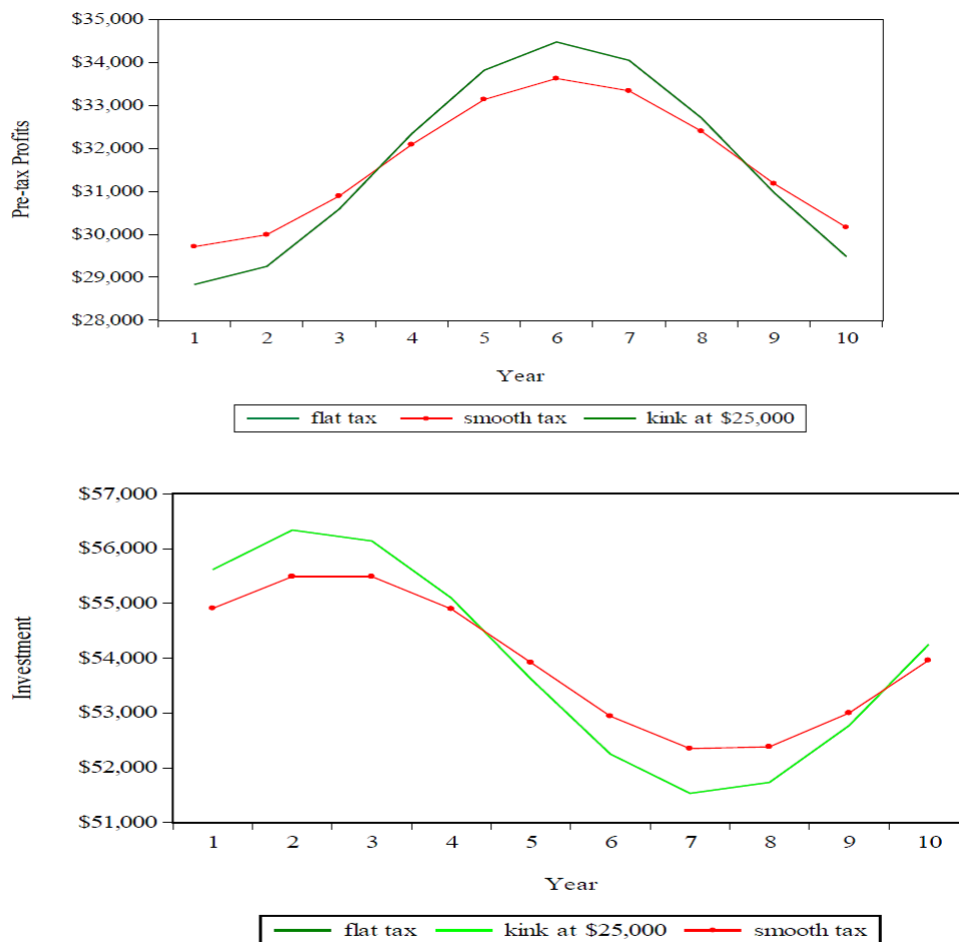 $35,000
$34,000
$33,000
$32,000
$31,000
$30,000
$29,000
$28,000
Pre-tax Profits
1 2 3 4 5 6 7 8 9 10
Year
flat tax smooth tax kink at $25,000
$57,000
$56,000
$55,000
$54,000
$53,000
$52,000
$51,000
Investment
1 2 3 4 5 6 7 8 9 10
Year
flat tax kink at $25,000 smooth tax